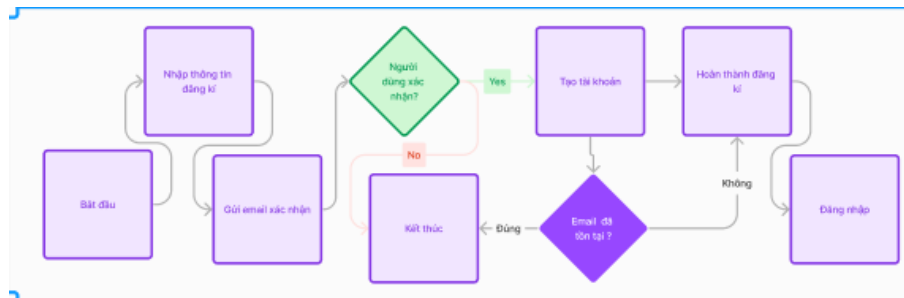 Bắt đầu
Nhập thông tin
đăng kí
Gửi email xác nhận
Người
dùng xác
nhận?
Yes
No
Kết thúc
Tạo tài khoản
Email đã
tồn tại ?
Đúng
Không
Hoàn thành đăng
kí
Đăng nhập